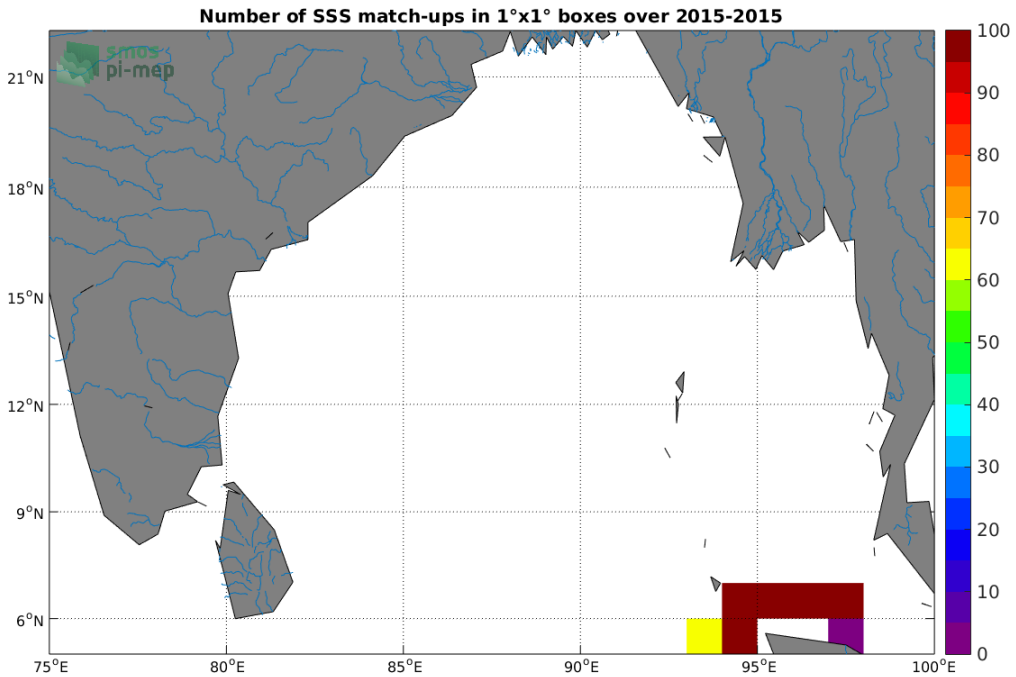 Number of SSS match-ups in 1°x1° boxes over 2015-2015
smos
pi-mep
21°N
18°N
15°N
12°N
9°N
6°N
75°E
80°E
85°E
90°E
95°E
100°E
100
90
80
70
60
50
40
30
20
10
0